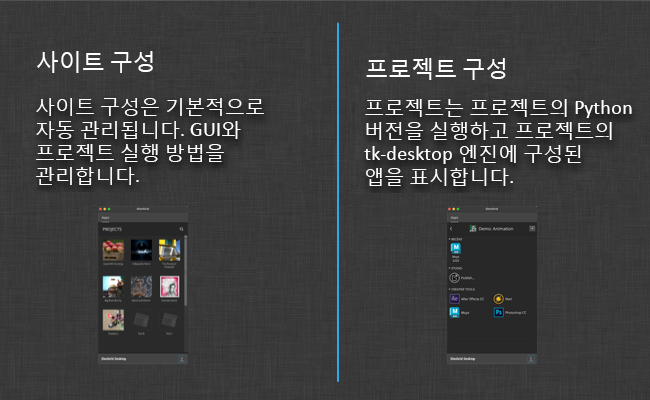 사이트 구성
사이트 구성은 기본적으로
자동 관리됩니다. GUI와
프로젝트 실행 방법을
관리합니다.
PROJECTS
프로젝트 구성
프로젝트는 프로젝트의 Python
버전을 실행하고 프로젝트의
tk-desktop 엔진에 구성된
앱을 표시합니다.
Demo: Animation
Maya
Publish...
After Effects CC
Maya
Photoshop CC